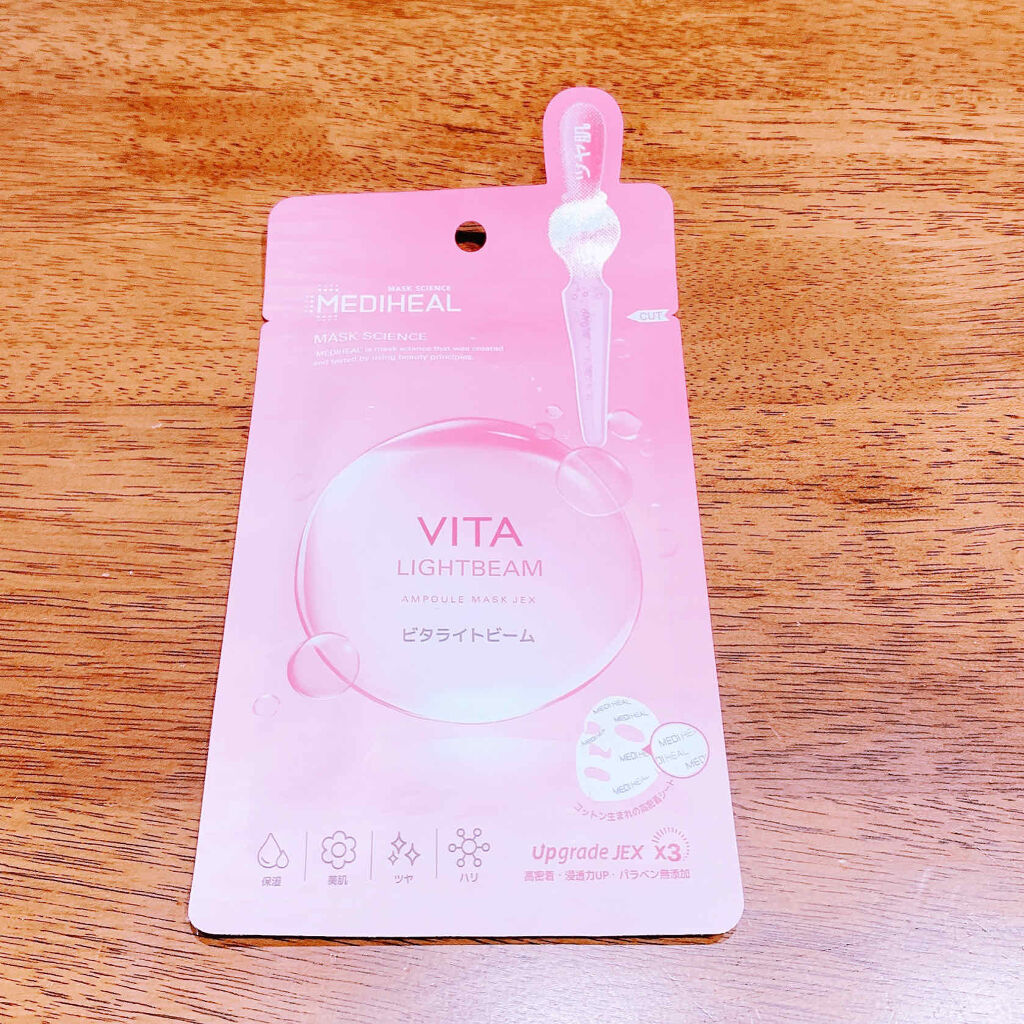 ツヤ肌
MASK SCIENCE
MEDIHEAL
CUT
MASK SCIENCE
MEDIHEAL is mask science that was created
and tested by using beauty principles.
VITA
LIGHTBEAM
AMPOULE MASK JEX
ビタライトビーム
MEDIHEAL
MEDIHEAL
MEDIHEAL
コットン生まれの高密着シート
保湿
美肌
ツヤ
ハリ
Upgrade JEX X3
高密着・浸透力UP・パラベン無添加